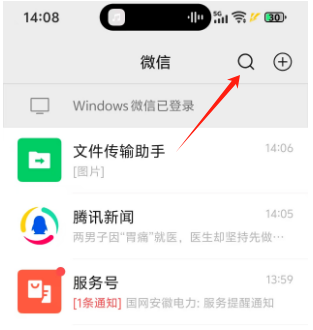 14:08
5G
30
微信
Windows 微信已登录
文件传输助手
14:06
[图片]
腾讯新闻
14:05
两男子因“胃痛”就医，医生却坚持先做…
服务号
13:59
[1条通知] 国网安徽电力: 服务提醒通知